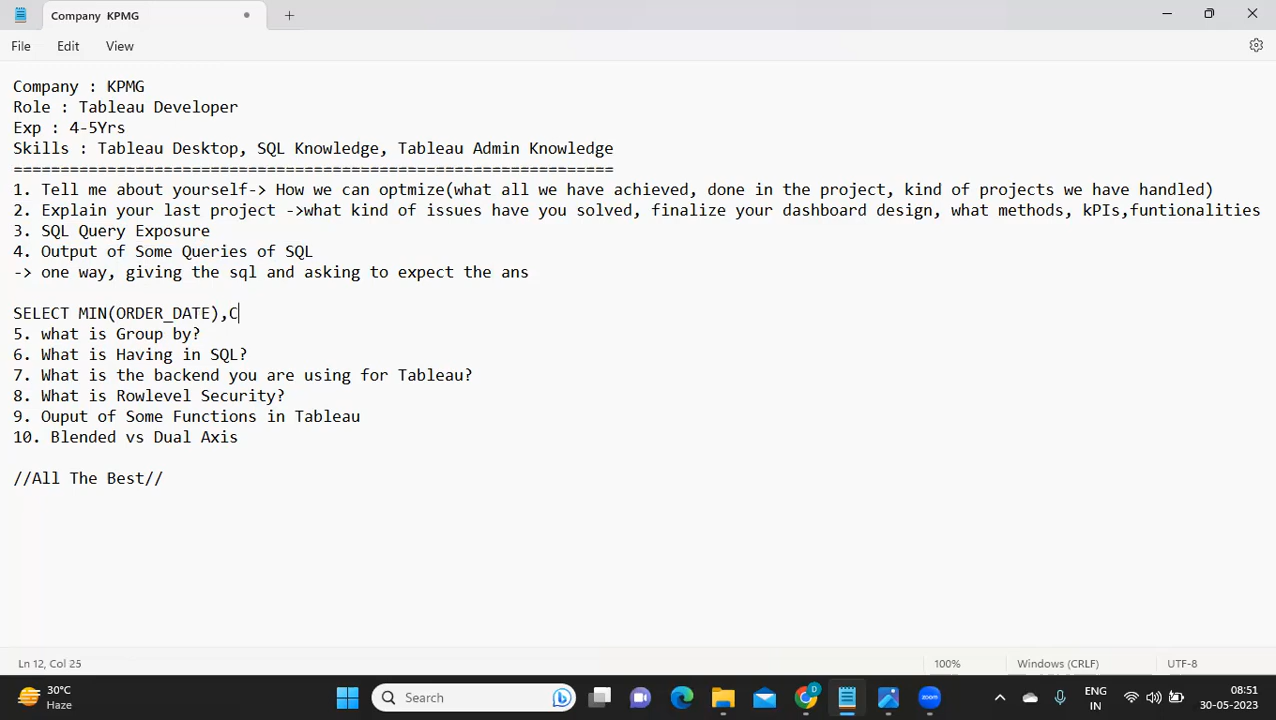 Company  KPMG
File Edit View
Company : KPMG
Role : Tableau Developer
Exp : 4-5Yrs
Skills : Tableau Desktop, SQL Knowledge, Tableau Admin Knowledge
================================================================
1. Tell me about yourself-> How we can optmize(what all we have achieved, done in the project, kind of projects we have handled)
2. Explain your last project ->what kind of issues have you solved, finalize your dashboard design, what methods, kPIs,funtionalities
3. SQL Query Exposure
4. Output of Some Queries of SQL
-> one way, giving the sql and asking to expect the ans
SELECT MIN(ORDER_DATE),C
5. what is Group by?
6. What is Having in SQL?
7. What is the backend you are using for Tableau?
8. What is Rowlevel Security?
9. Ouput of Some Functions in Tableau
10. Blended vs Dual Axis
//All The Best//
Ln 12, Col 25 100% Windows (CRLF) UTF-8
30°C
Haze
Search
zoom
D
ENG
IN
08:51
30-05-2023